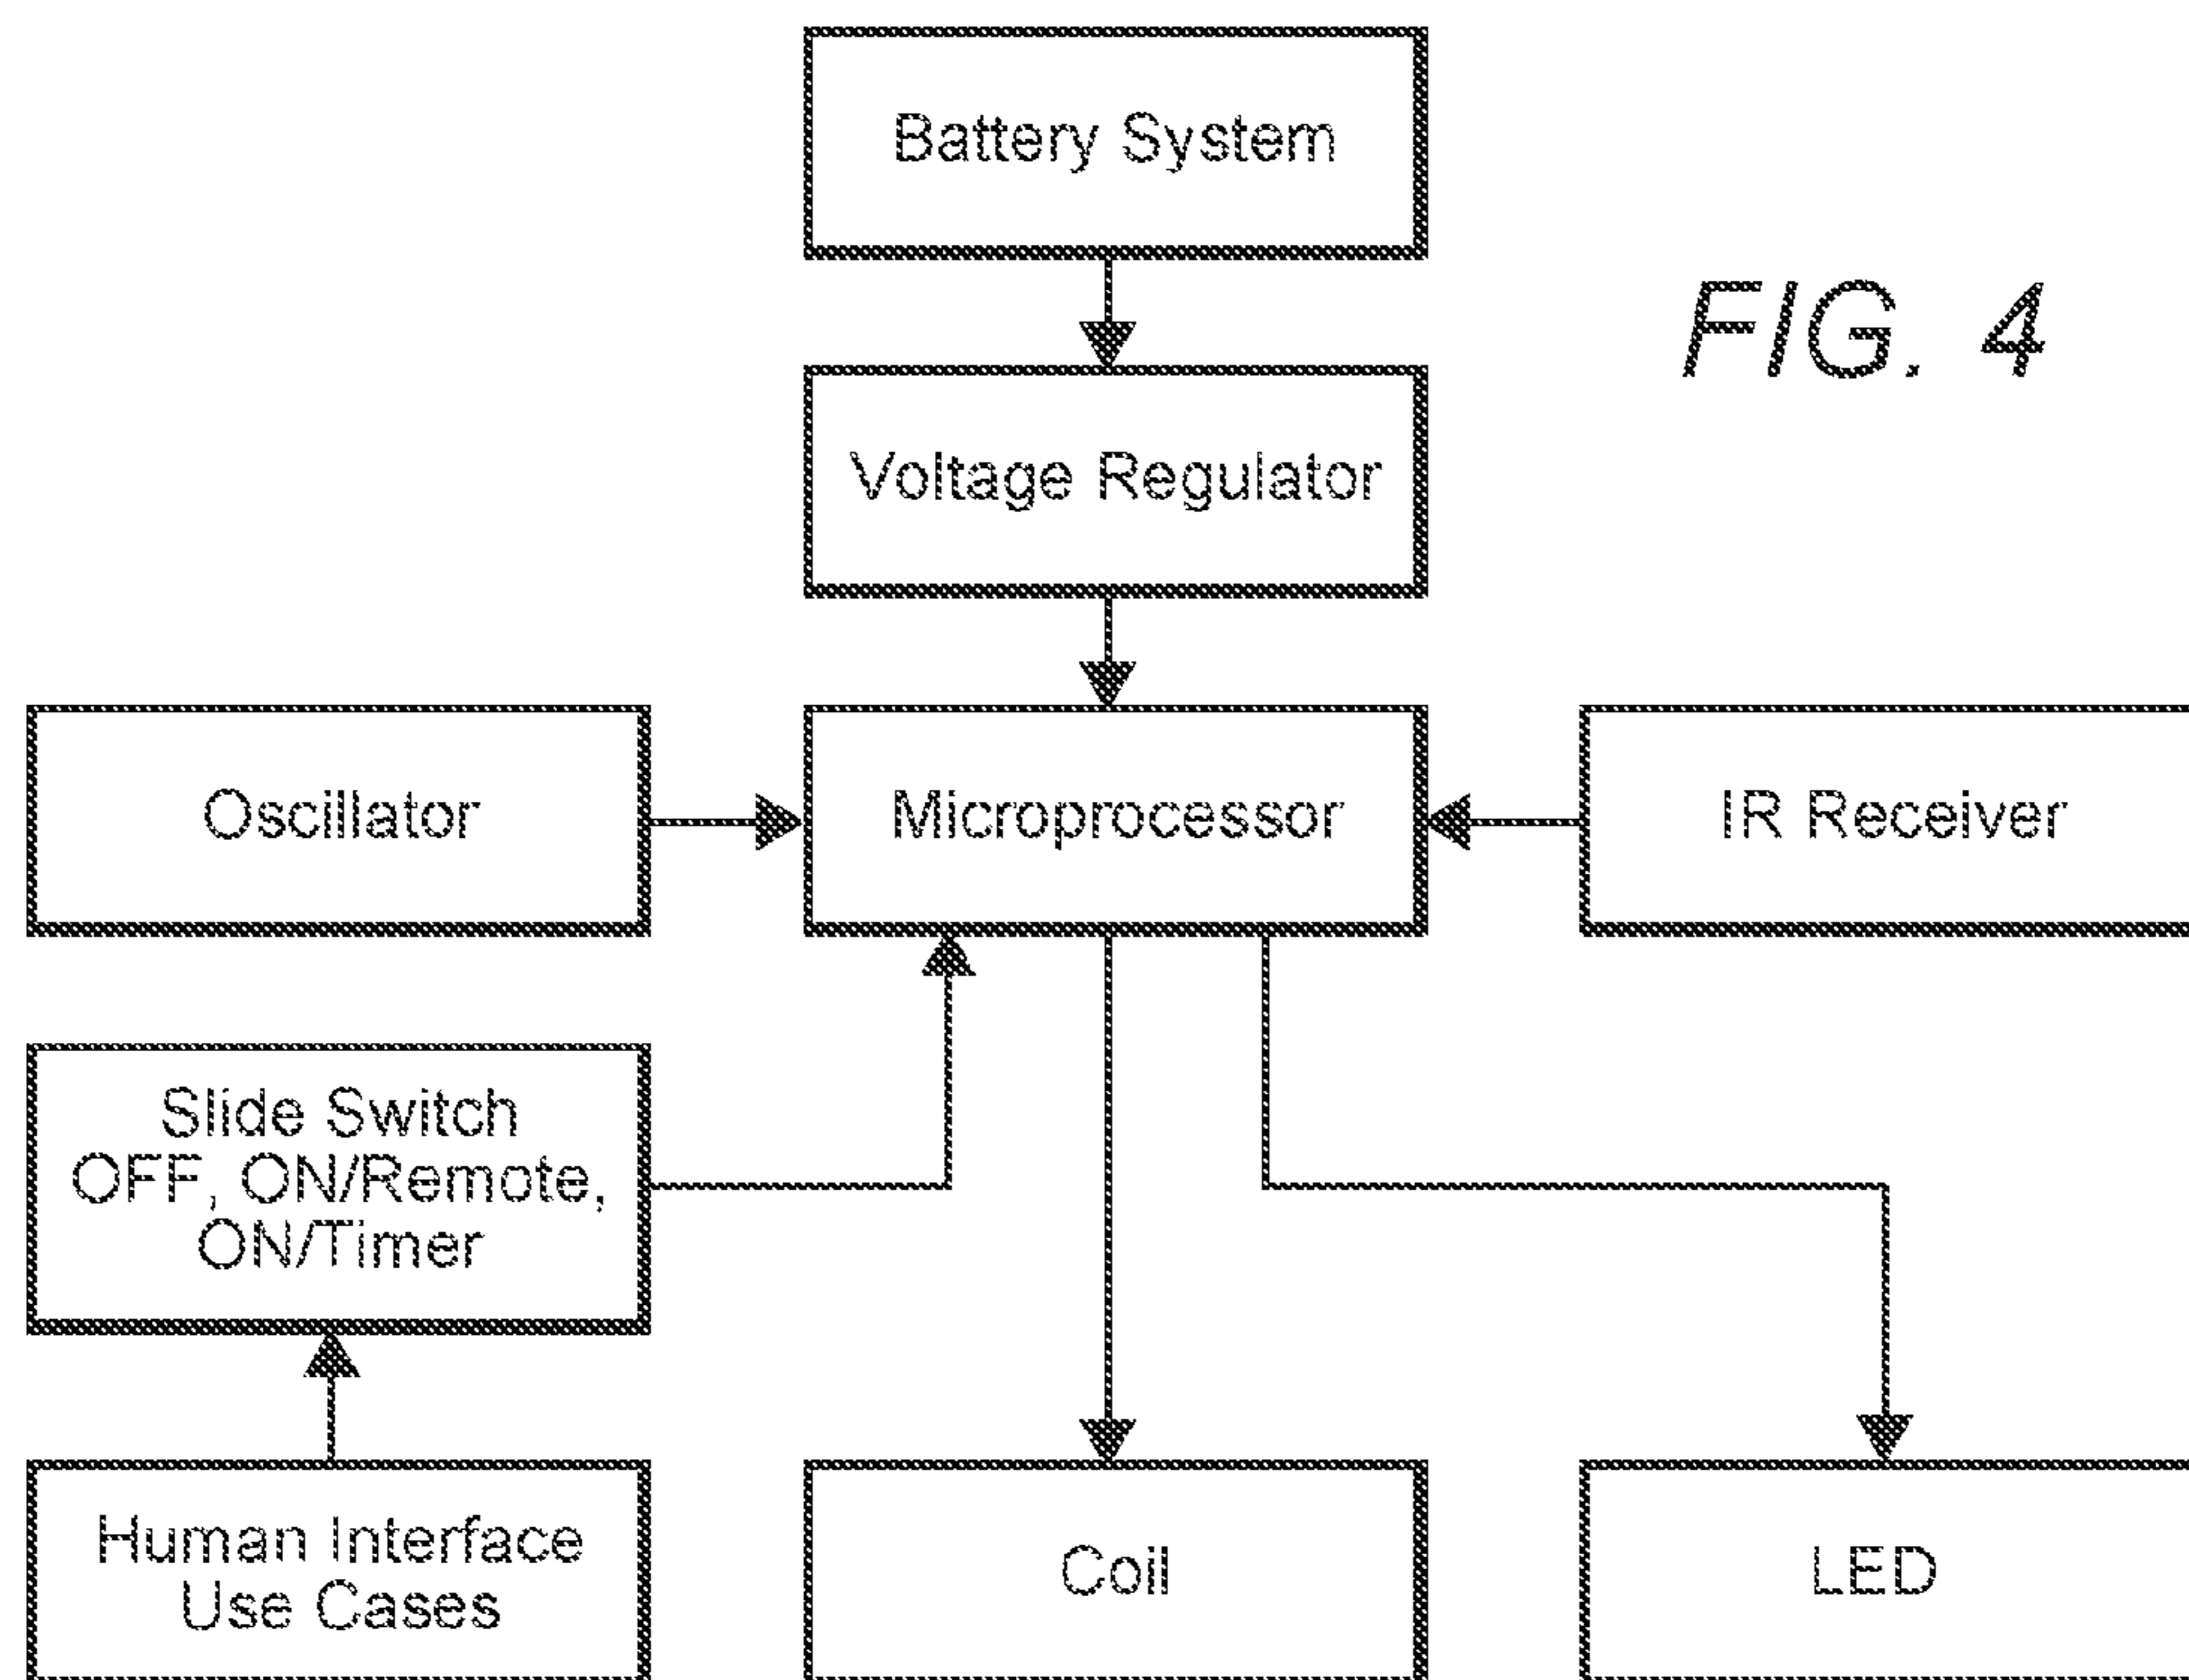 Battery System
FIG. 4
Voltage Regulator
Oscillator
Microprocessor
IR Receiver
Slide Switch
OFF, ON/Remote,
ON/Timer
Human Interface
Use Cases
Coil
LED